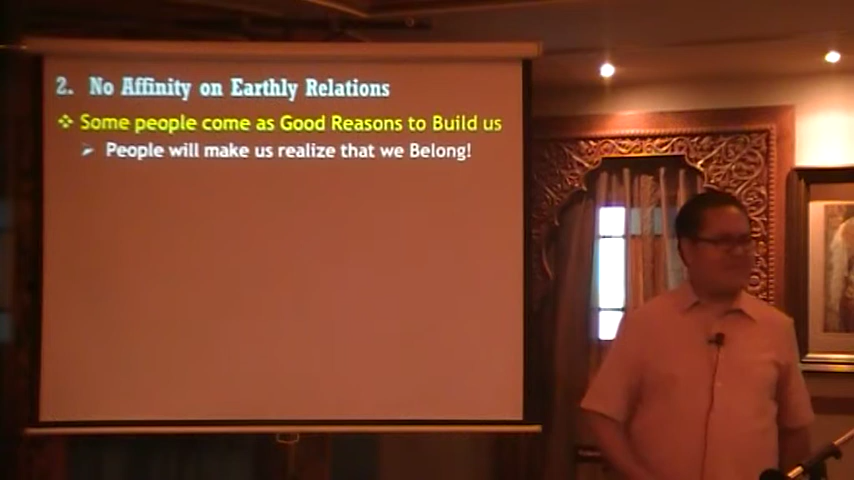 2. No Affinity on Earthly Relations
❖ Some people come as Good Reasons to Build us
➢ People will make us realize that we Belong!